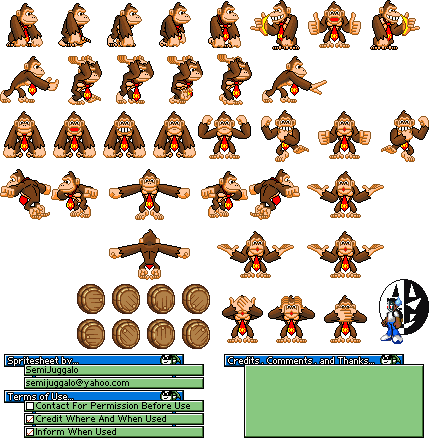 Spritesheet by...
SemiJuggalo
semijuggalo@yahoo.com
Terms of Use...
Contact For Permission Before Use
Credit Where And When Used
Inform When Used
Credits.. Comments.. and Thanks...